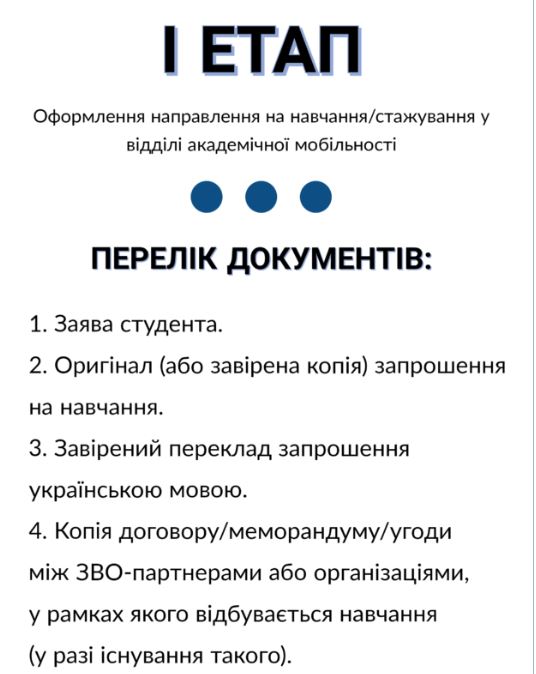 І ЕТАП
Оформлення направлення на навчання/стажування у
відділі академічної мобільності
ПЕРЕЛІК ДОКУМЕНТІВ:
1. Заява студента.
2. Оригінал (або завірена копія) запрошення
на навчання.
3. Завірений переклад запрошення
українською мовою.
4. Копія договору/меморандуму/угоди
між ЗВО-партнерами або організаціями,
у рамках якого відбувається навчання
(у разі існування такого).